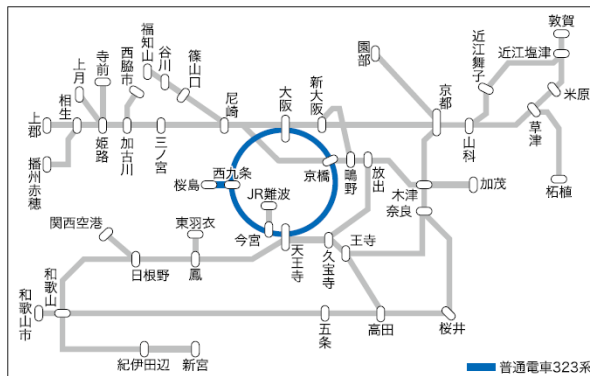 敦賀
近江塩津
近江舞子
米原
草津
柘植
山科
京都
園部
新大阪
大阪
尼崎
篠山口
谷川
福知山
西脇市
寺前
上月
相生
上郡
播州赤穂
姫路
加古川
三ノ宮
桜島
西九条
京橋
鴫野
放出
木津
加茂
奈良
JR難波
今宮
天王寺
久宝寺
王寺
東羽衣
鳳
関西空港
日根野
和歌山
和歌山市
五条
高田
桜井
紀伊田辺
新宮
普通電車323系